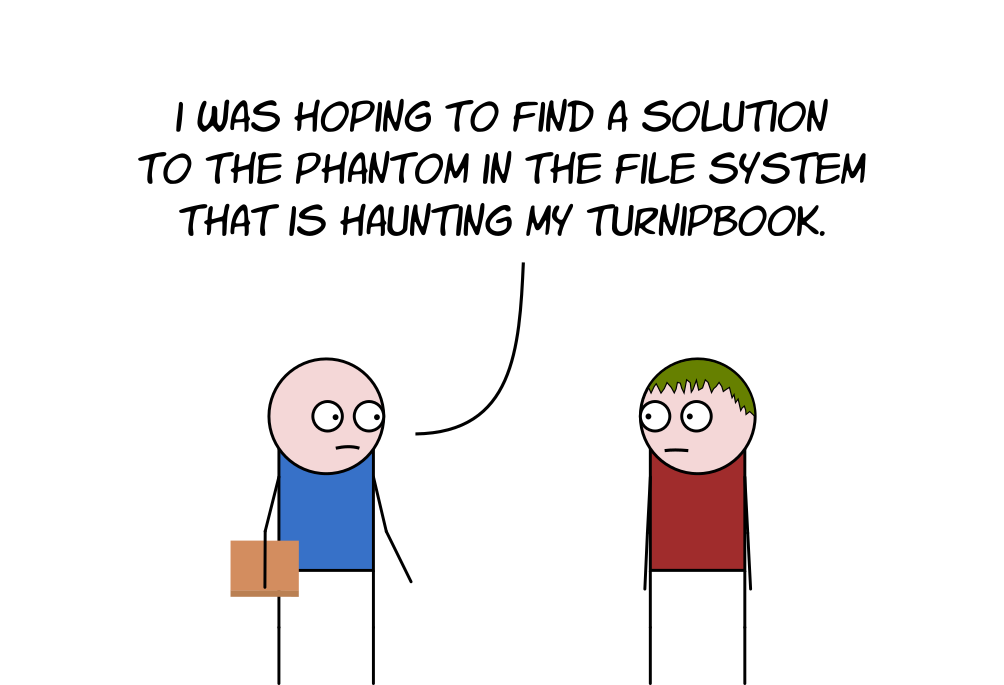 I WAS HOPING TO FIND A SOLUTION
TO THE PHANTOM IN THE FILE SYSTEM
THAT IS HAUNTING MY TURNIPBOOK.